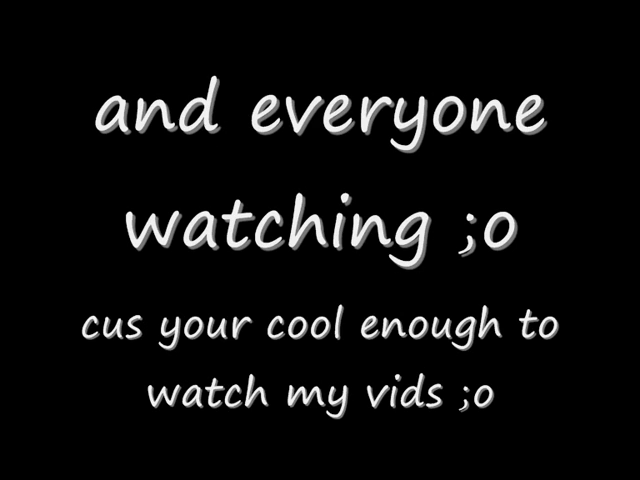 and everyone
watching ;o
cus your cool enough to
watch my vids ;o